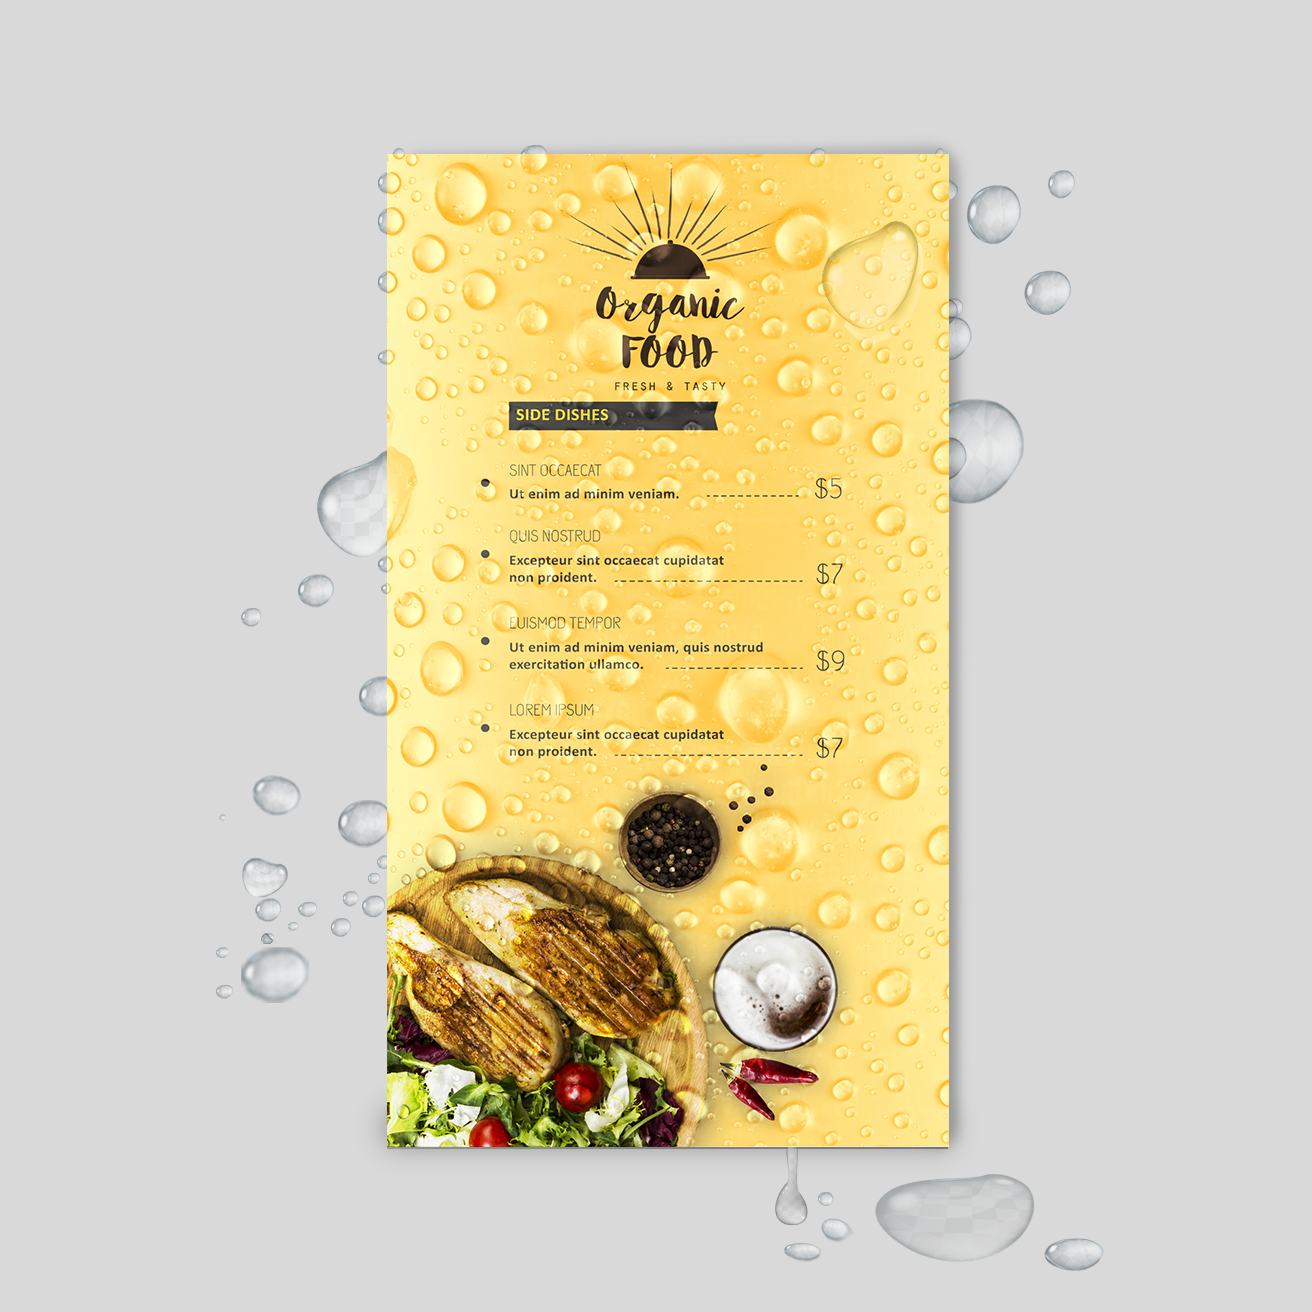 Organic
FOOD
FRESH & TASTY
SIDE DISHES
SINT OCCAECAT
Ut enim ad minim veniam. $5
QUIS NOSTRUD
Excepteur sint occaecat cupidatat
non proident. $7
EUISMOD TEMPOR
Ut enim ad minim veniam, quis nostrud
exercitation ullamco. $9
LOREM IPSUM
Excepteur sint occaecat cupidatat
non proident. $7